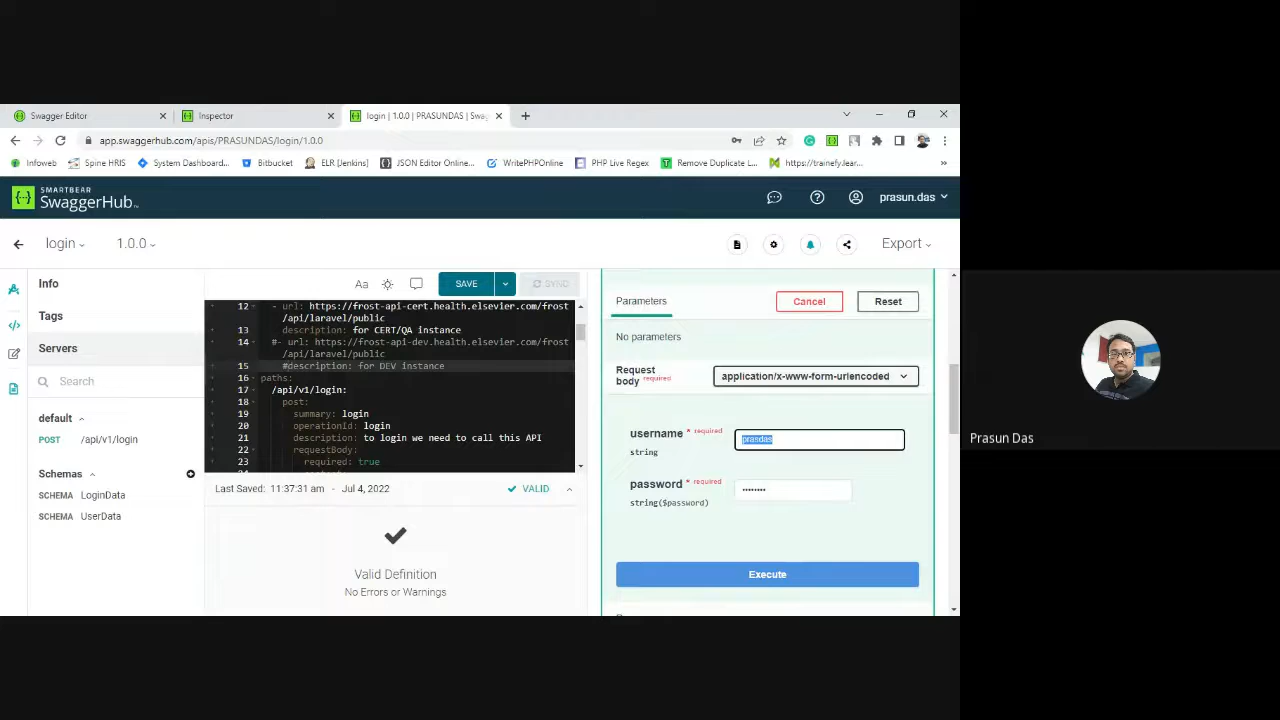 Swagger Editor
Inspector
login | 1.0.0 | PRASUNDAS | Swag
app.swaggerhub.com/apis/PRASUNDAS/login/1.0.0
Infoweb
Spine HRIS
System Dashboard...
Bitbucket
ELR [Jenkins]
JSON Editor Online...
WritePHPOnline
PHP Live Regex
Remove Duplicate L...
https://trainefy.lear...
»
SMARTBEAR
SwaggerHub™
prasun.das
login
1.0.0
Export
Info
Tags
Servers
Search
default
POST /api/v1/login
Schemas
SCHEMA LoginData
SCHEMA UserData
Aa
SAVE
SYNC
12 - url: https://frost-api-cert.health.elsevier.com/frost
/api/laravel/public
13 description: for CERT/QA instance
14 #- url: https://frost-api-dev.health.elsevier.com/frost
/api/laravel/public
15 #description: for DEV instance
16 paths:
17 /api/v1/login:
18 post:
19 summary: login
20 operationId: login
21 description: to login we need to call this API
22 requestBody:
23 required: true
Last Saved: 11:37:31 am - Jul 4, 2022
VALID
Valid Definition
No Errors or Warnings
Parameters
Cancel
Reset
No parameters
Request
body required
application/x-www-form-urlencoded
username * required
string
prasdas
password * required
string($password)
••••••••
Execute
Prasun Das